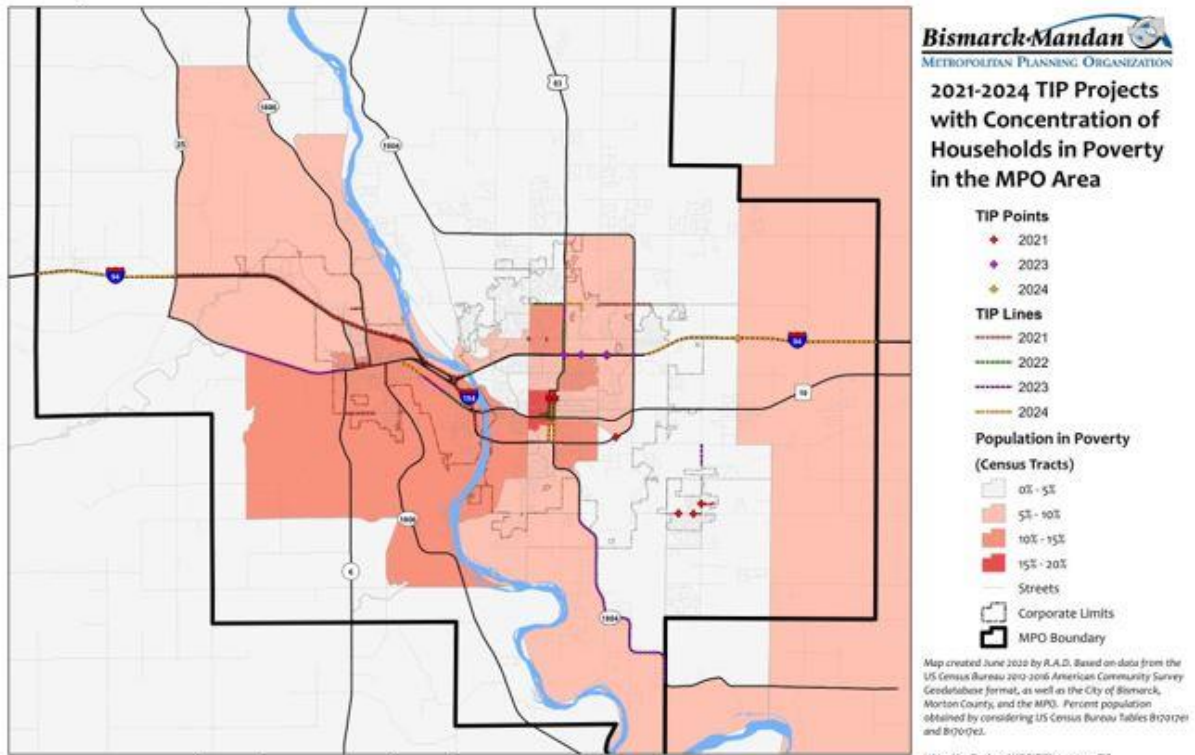 Bismarck-Mandan
METROPOLITAN PLANNING ORGANIZATION
2021-2024 TIP Projects
with Concentration of
Households in Poverty
in the MPO Area
TIP Points
2021
2023
2024
TIP Lines
2021
2022
2023
2024
Population in Poverty
(Census Tracts)
0% - 5%
5% - 10%
10% - 15%
15% - 20%
Streets
Corporate Limits
MPO Boundary
Map created June 2020 by R.A.D. Based on data from the
US Census Bureau 2012-2016 American Community Survey
Geodatabase format, as well as the City of Bismarck,
Morton County, and the MPO. Percent population
obtained by considering US Census Bureau Tables B17017e1
and B17017e2.
83
1806
25
1804
94
94
10
194
1806
6
1804